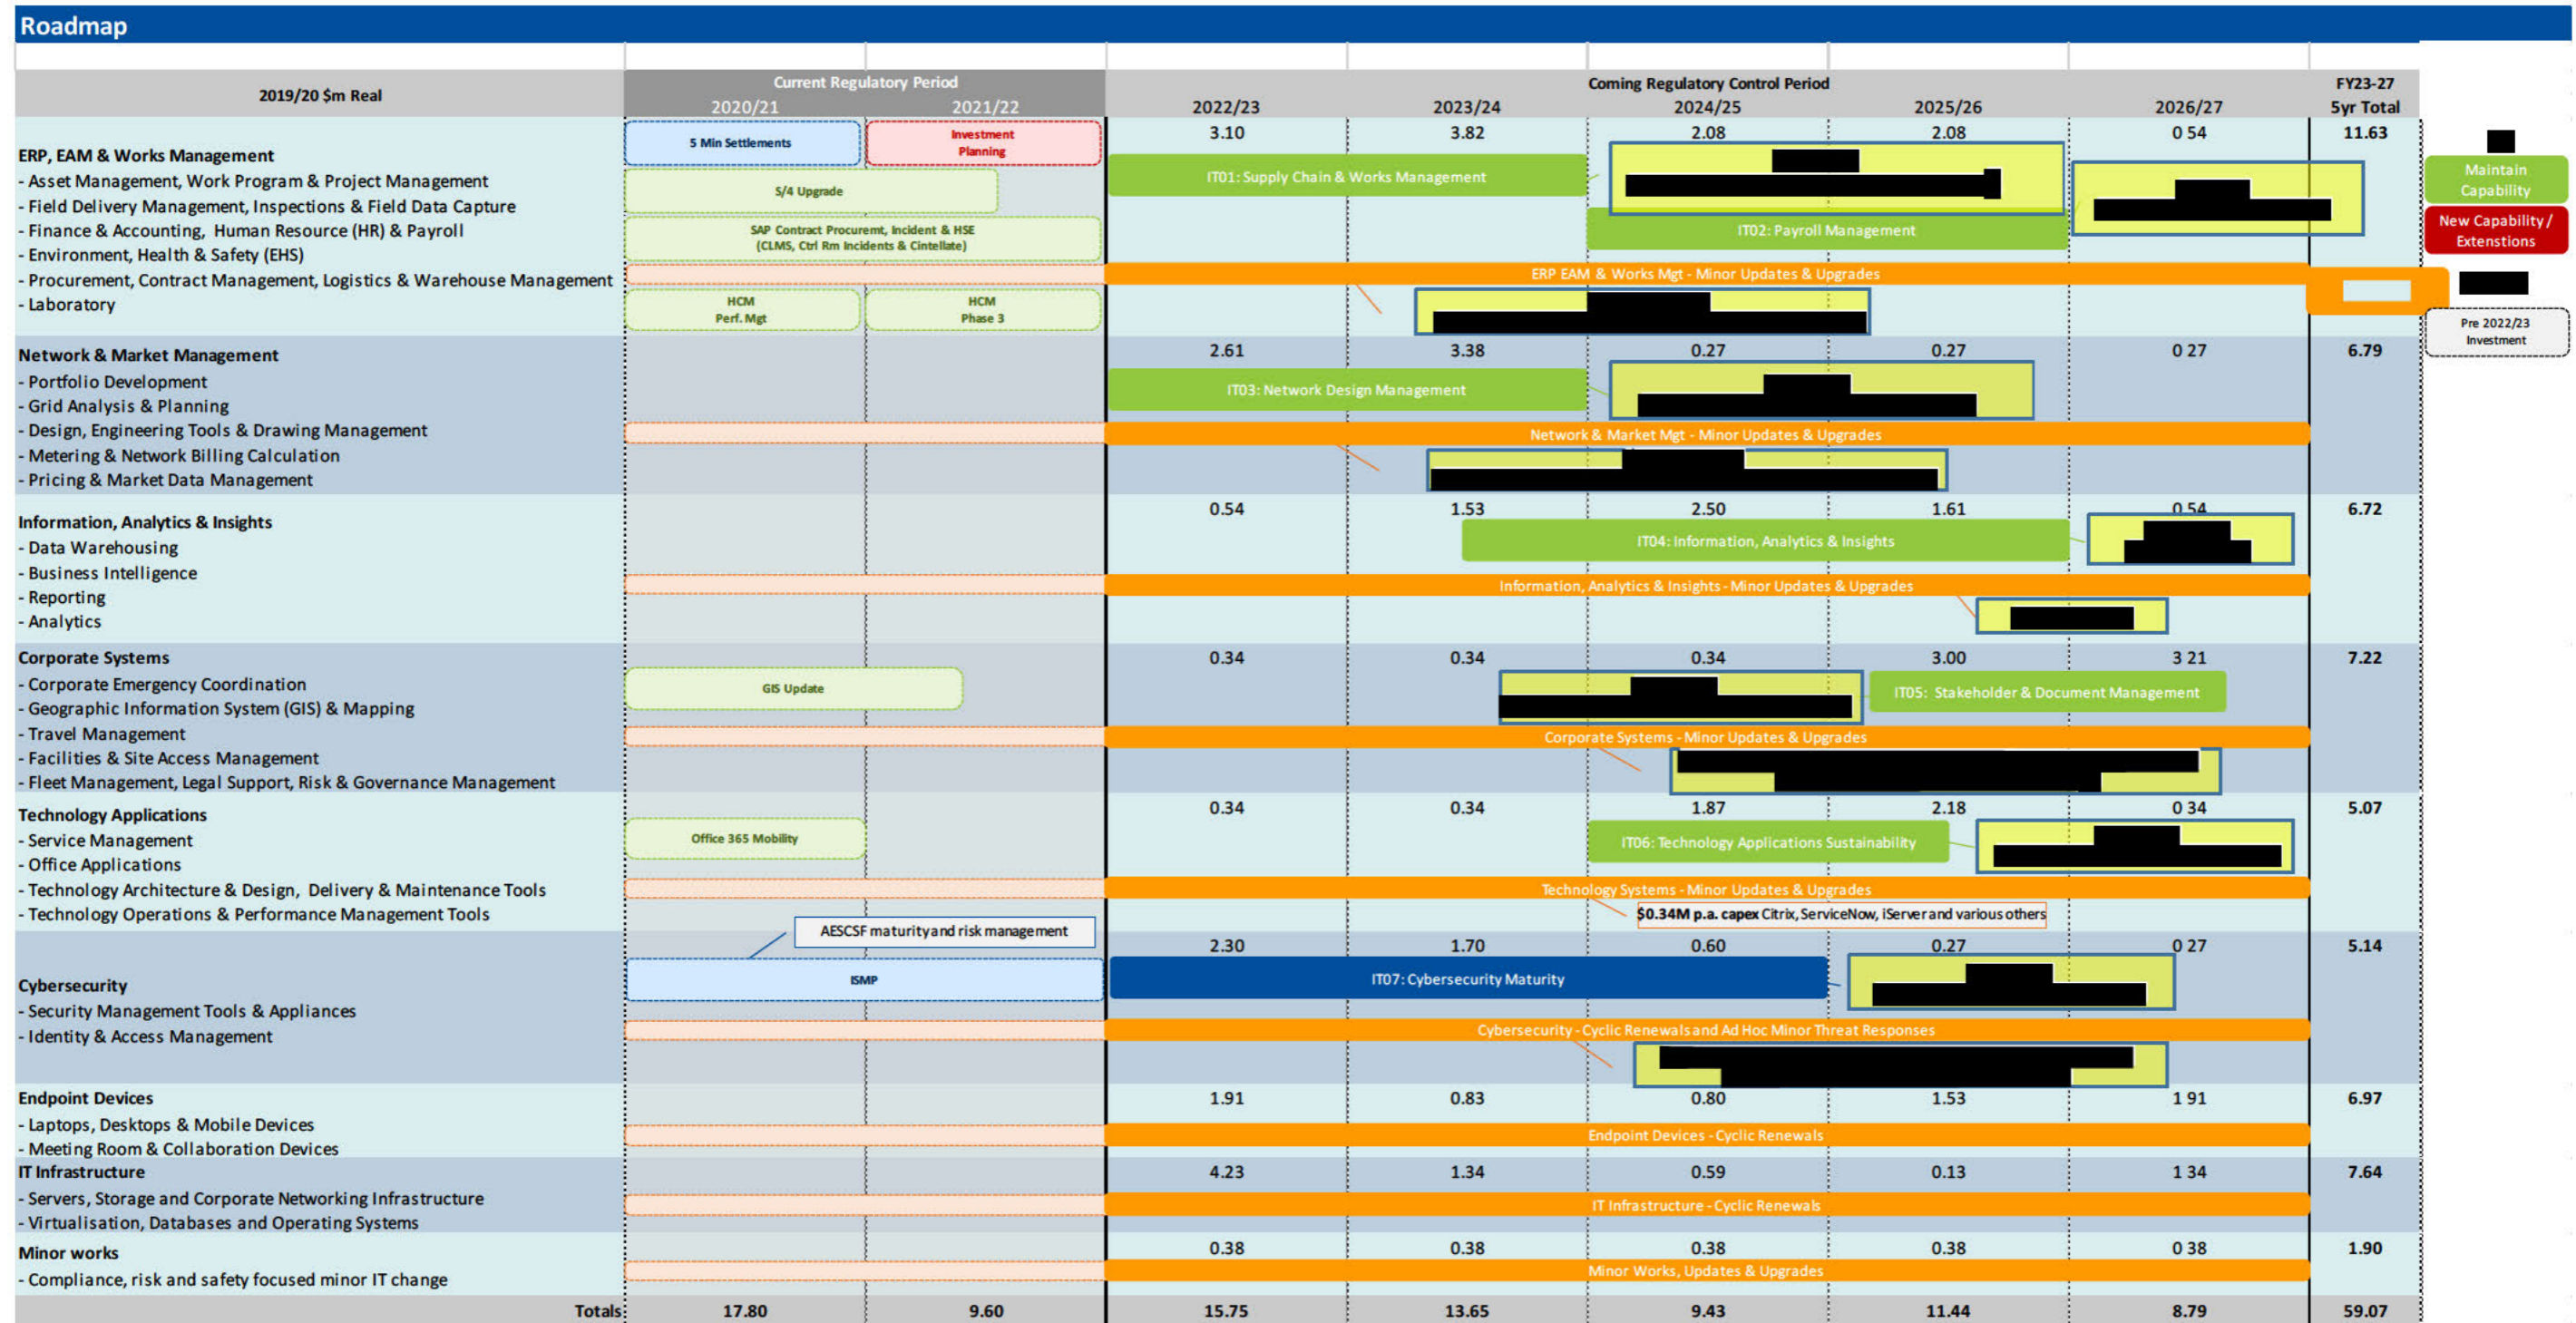 Roadmap
2019/20 $m Real
Current Regulatory Period
Coming Regulatory Control Period
FY23-27
2020/21 2021/22 2022/23 2023/24 2024/25 2025/26 2026/27 5yr Total
3.10 3.82 2.08 2.08 0 54 11.63
5 Min Settlements
Investment
Planning
ERP, EAM & Works Management
- Asset Management, Work Program & Project Management
- Field Delivery Management, Inspections & Field Data Capture
- Finance & Accounting, Human Resource (HR) & Payroll
- Environment, Health & Safety (EHS)
- Procurement, Contract Management, Logistics & Warehouse Management
- Laboratory
S/4 Upgrade
SAP Contract Procuremt, Incident & HSE
(CLMS, Ctrl Rm Incidents & Cintellate)
HCM
Perf. Mgt
HCM
Phase 3
IT01: Supply Chain & Works Management
IT02: Payroll Management
ERP EAM & Works Mgt - Minor Updates & Upgrades
Maintain
Capability
New Capability /
Extenstions
Pre 2022/23
Investment
Network & Market Management
2.61 3.38 0.27 0.27 0 27 6.79
- Portfolio Development
- Grid Analysis & Planning
- Design, Engineering Tools & Drawing Management
- Metering & Network Billing Calculation
- Pricing & Market Data Management
IT03: Network Design Management
Network & Market Mgt - Minor Updates & Upgrades
0.54 1.53 2.50 1.61 0 54 6.72
Information, Analytics & Insights
- Data Warehousing
- Business Intelligence
- Reporting
- Analytics
IT04: Information, Analytics & Insights
Information, Analytics & Insights - Minor Updates & Upgrades
Corporate Systems
0.34 0.34 0.34 3.00 3 21 7.22
- Corporate Emergency Coordination
- Geographic Information System (GIS) & Mapping
- Travel Management
- Facilities & Site Access Management
- Fleet Management, Legal Support, Risk & Governance Management
GIS Update
IT05: Stakeholder & Document Management
Corporate Systems - Minor Updates & Upgrades
Technology Applications
0.34 0.34 1.87 2.18 0 34 5.07
- Service Management
- Office Applications
- Technology Architecture & Design, Delivery & Maintenance Tools
- Technology Operations & Performance Management Tools
Office 365 Mobility
IT06: Technology Applications Sustainability
Technology Systems - Minor Updates & Upgrades
$0.34M p.a. capex Citrix, ServiceNow, iServer and various others
AESCSF maturity and risk management
2.30 1.70 0.60 0.27 0 27 5.14
Cybersecurity
- Security Management Tools & Appliances
- Identity & Access Management
ISMP
IT07: Cybersecurity Maturity
Cybersecurity - Cyclic Renewals and Ad Hoc Minor Threat Responses
Endpoint Devices
1.91 0.83 0.80 1.53 1 91 6.97
- Laptops, Desktops & Mobile Devices
- Meeting Room & Collaboration Devices
Endpoint Devices - Cyclic Renewals
IT Infrastructure
4.23 1.34 0.59 0.13 1 34 7.64
- Servers, Storage and Corporate Networking Infrastructure
- Virtualisation, Databases and Operating Systems
IT Infrastructure - Cyclic Renewals
Minor works
0.38 0.38 0.38 0.38 0 38 1.90
- Compliance, risk and safety focused minor IT change
Minor Works, Updates & Upgrades
Totals 17.80 9.60 15.75 13.65 9.43 11.44 8.79 59.07